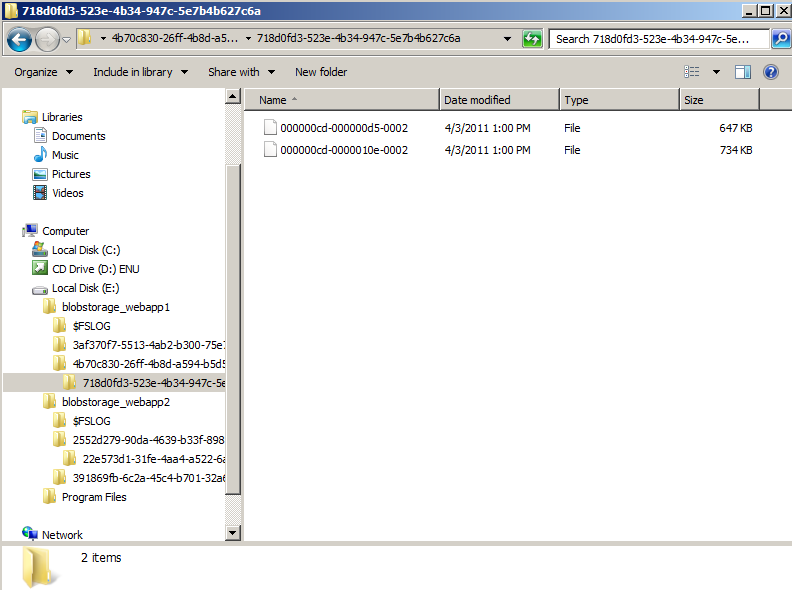 718d0fd3-523e-4b34-947c-5e7b4b627c6a
4b70c830-26ff-4b8d-a5... 718d0fd3-523e-4b34-947c-5e7b4b627c6a Search 718d0fd3-523e-4b34-947c-5e...
Organize Include in library Share with New folder
Name Date modified Type Size
000000cd-000000d5-0002 4/3/2011 1:00 PM File 647 KB
000000cd-0000010e-0002 4/3/2011 1:00 PM File 734 KB
Libraries
Documents
Music
Pictures
Videos
Computer
Local Disk (C:)
CD Drive (D:) ENU
Local Disk (E:)
blobstorage_webapp1
$FSLOG
3af370f7-5513-4ab2-b300-75e
4b70c830-26ff-4b8d-a594-b5d5
718d0fd3-523e-4b34-947c-5e
blobstorage_webapp2
$FSLOG
2552d279-90da-4639-b33f-898
22e573d1-31fe-4aa4-a522-6a
391869fb-6c2a-45c4-b701-32a6
Program Files
Network
2 items